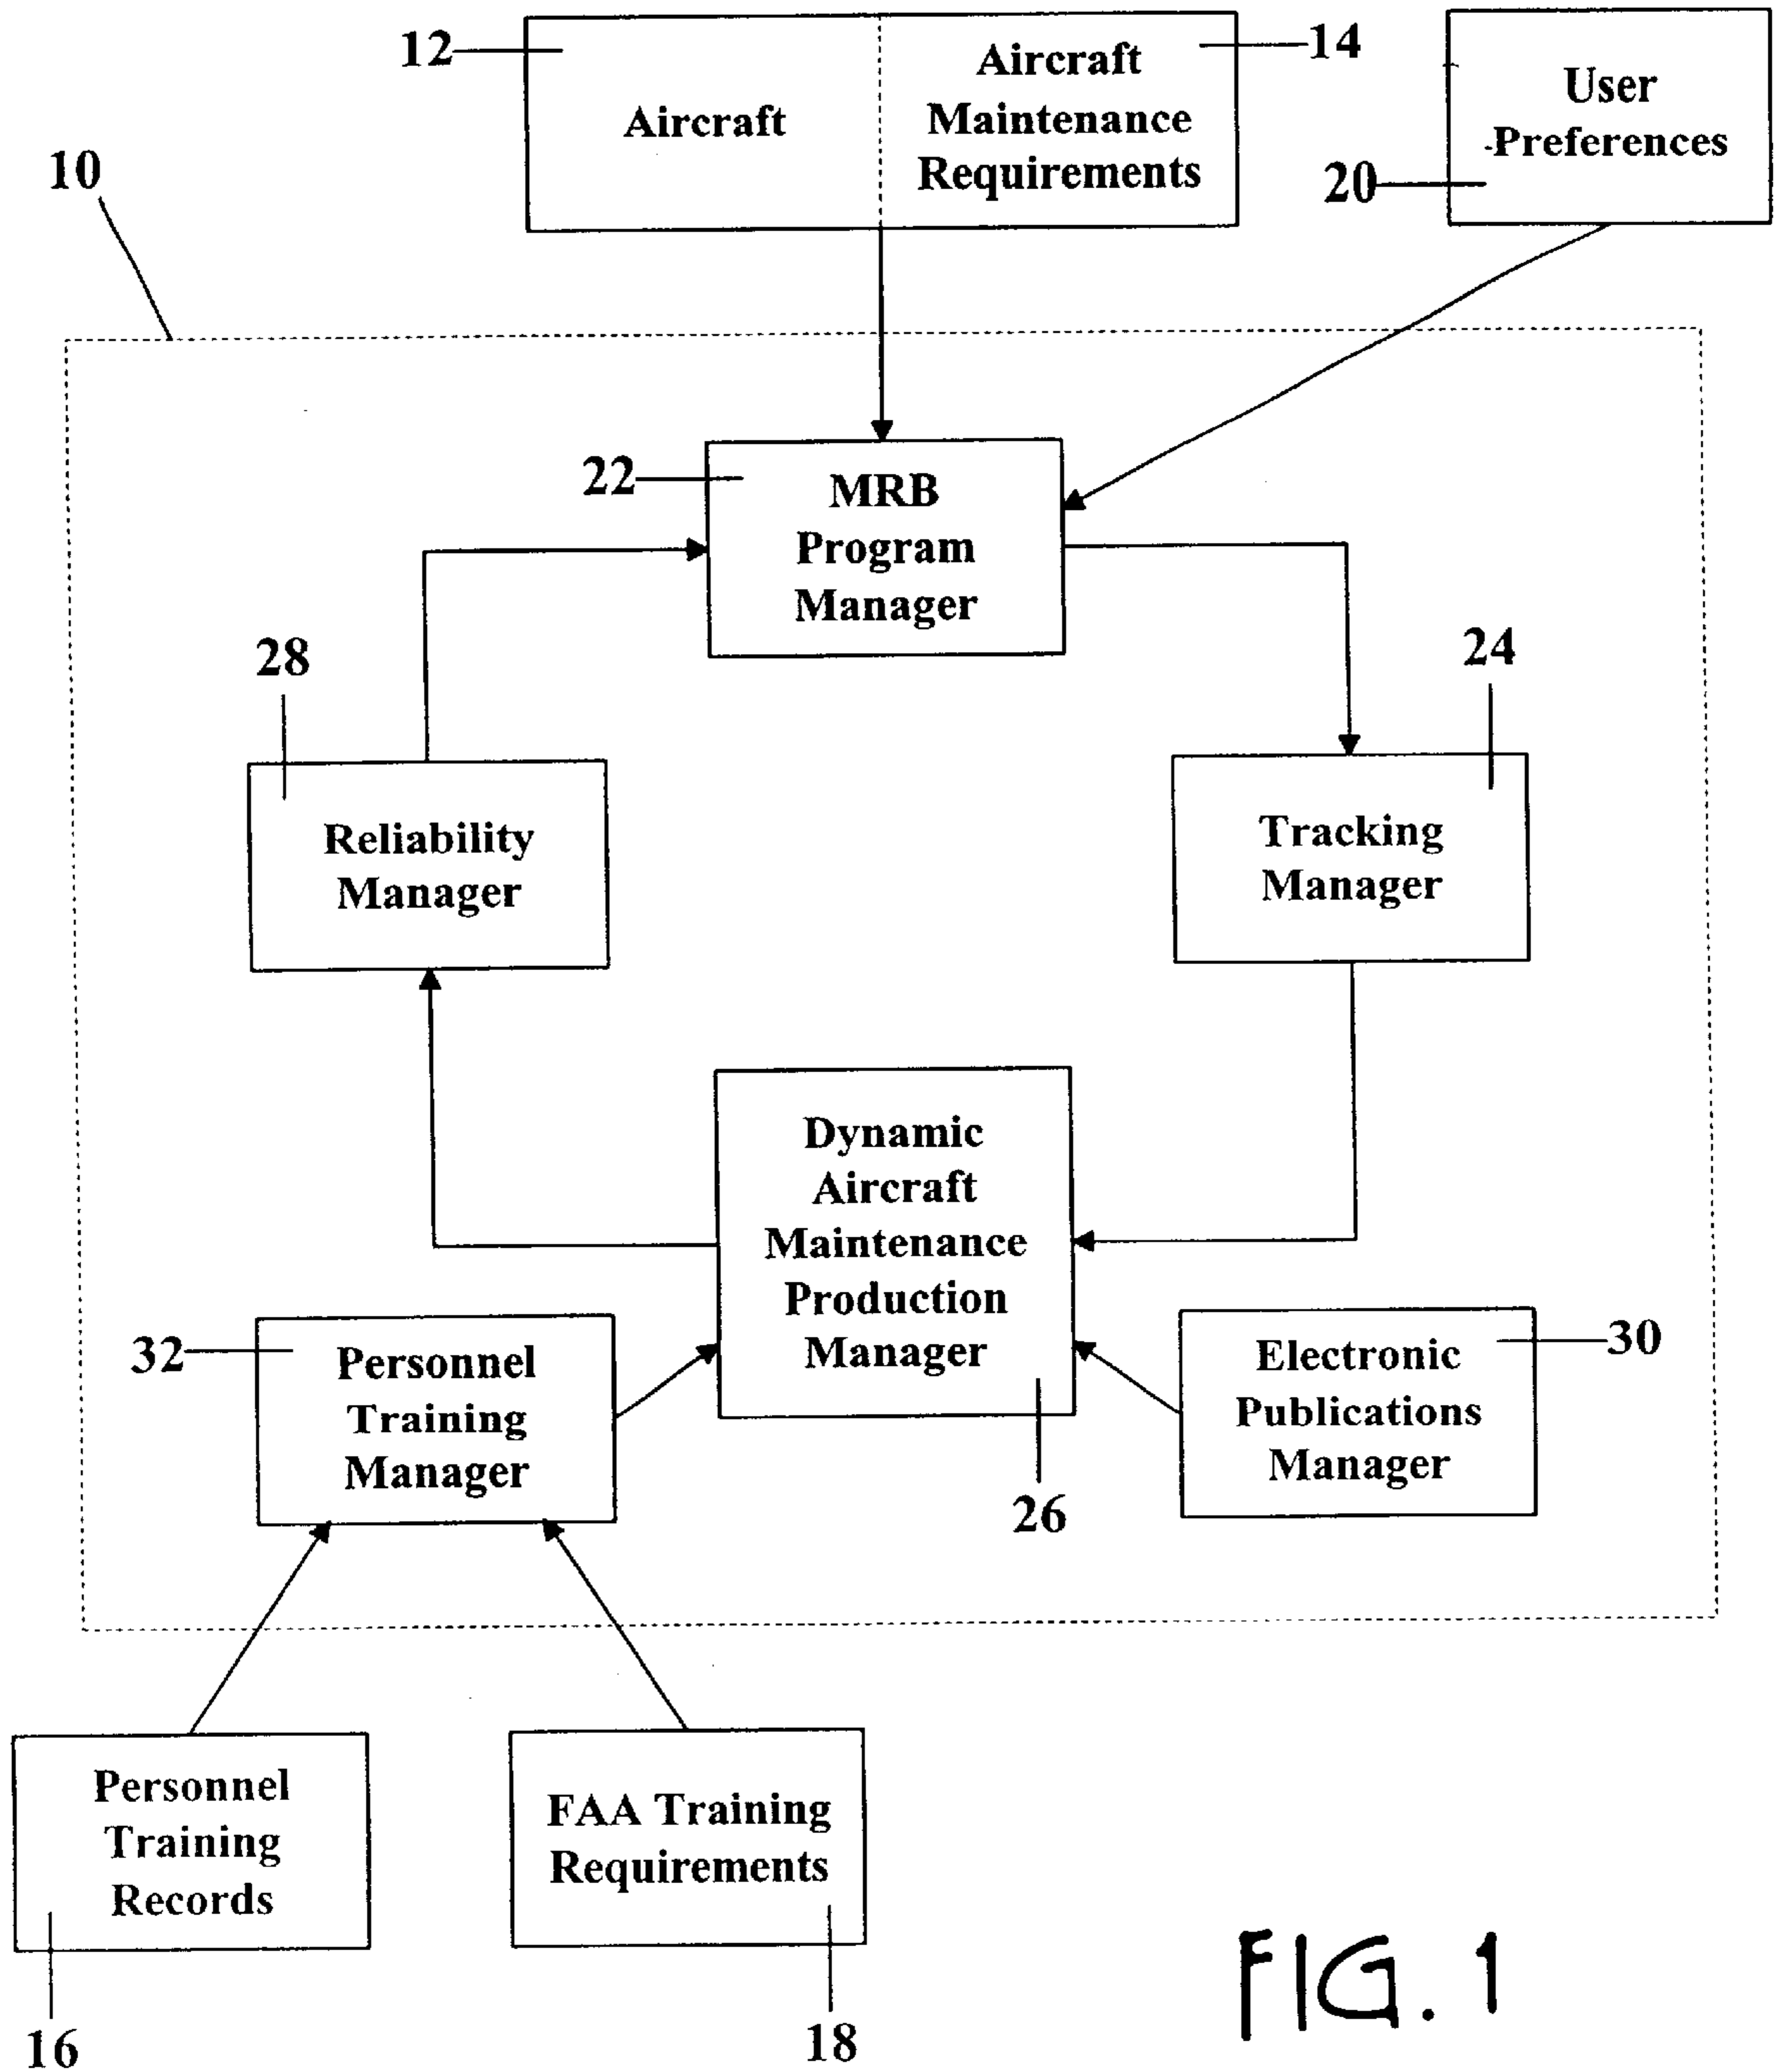 12
Aircraft
14
Aircraft
Maintenance
Requirements
User
Preferences
20
10
22
MRB
Program
Manager
28
Reliability
Manager
24
Tracking
Manager
Dynamic
Aircraft
Maintenance
Production
Manager
26
32
Personnel
Training
Manager
30
Electronic
Publications
Manager
Personnel
Training
Records
16
FAA Training
Requirements
18
FIG. 1